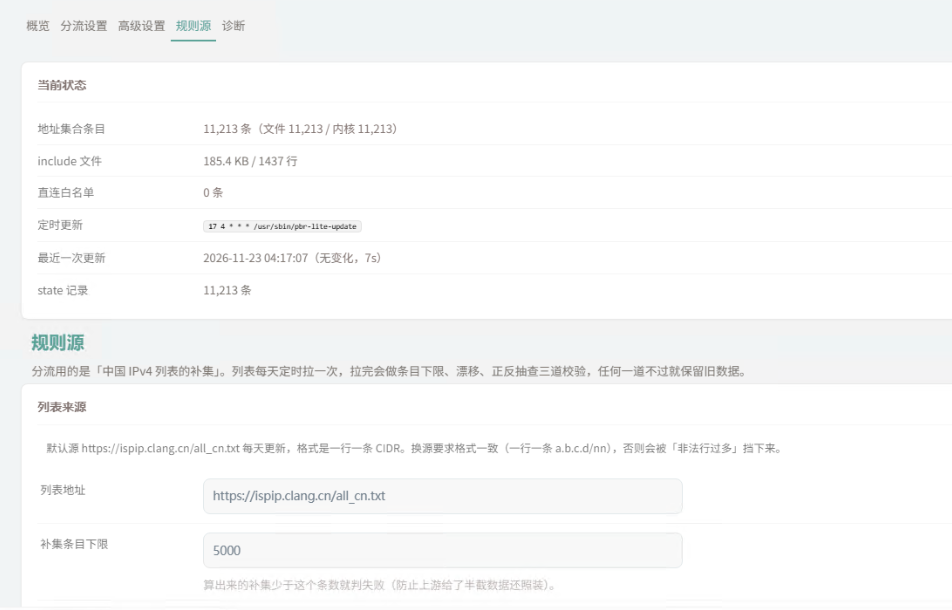 概览 分流设置 高级设置 规则源 诊断
当前状态
地址集合条目 11,213 条（文件 11,213 / 内核 11,213）
include 文件 185.4 KB / 1437 行
直连白名单 0 条
定时更新 17 4 * * * /usr/sbin/pbr-lite-update
最近一次更新 2026-11-23 04:17:07（无变化，7s）
state 记录 11,213 条
规则源
分流用的是「中国 IPv4 列表的补集」。列表每天定时拉一次，拉完会做条目下限、漂移、正反抽查三道校验，任何一道不过就保留旧数据。
列表来源
默认源 https://ispip.clang.cn/all_cn.txt 每天更新，格式是一行一条 CIDR。换源要求格式一致（一行一条 a.b.c.d/nn），否则会被「非法行过多」挡下来。
列表地址 https://ispip.clang.cn/all_cn.txt
补集条目下限 5000
算出来的补集少于这个条数就判失败（防止上游给了半截数据还照装）。